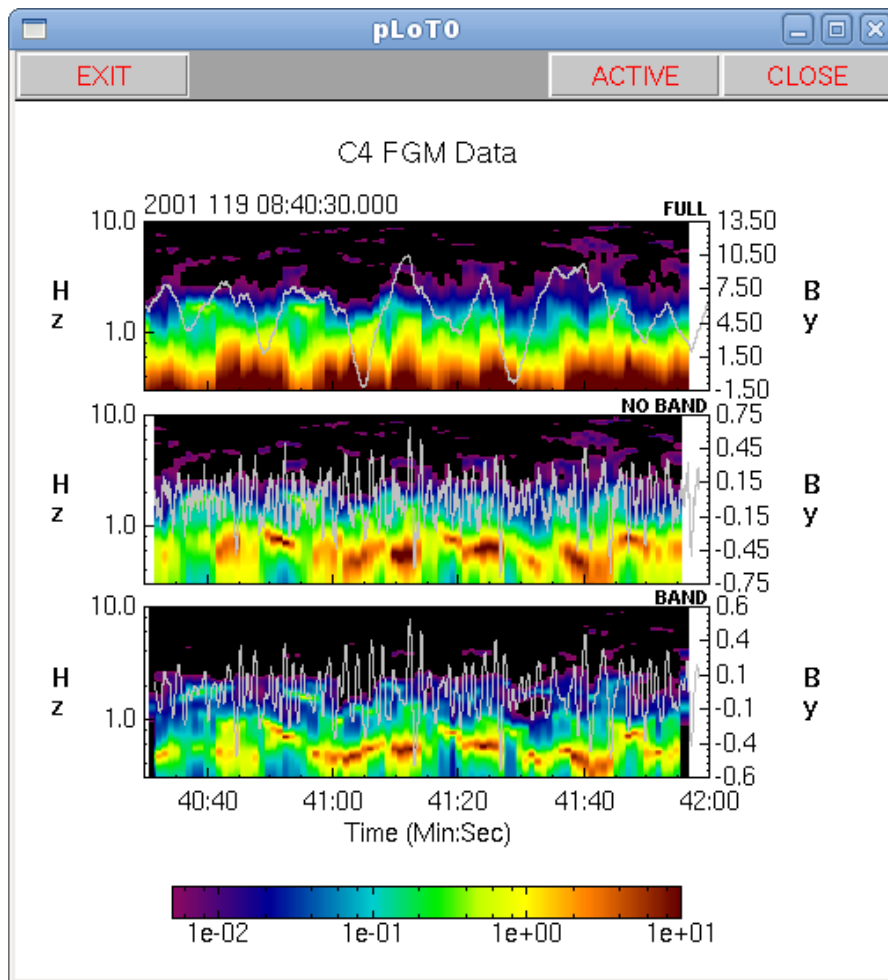 pLoT0
EXIT ACTIVE CLOSE
C4 FGM Data
2001 119 08:40:30.000 FULL
10.0 13.50
10.50
H 7.50 B
z 1.0 4.50 y
1.50
-1.50
NO BAND
10.0 0.75
0.45
H 0.15 B
z 1.0 -0.15 y
-0.45
-0.75
BAND
10.0 0.6
0.4
H 0.1 B
z 1.0 -0.1 y
-0.4
-0.6
40:40 41:00 41:20 41:40 42:00
Time (Min:Sec)
1e-02 1e-01 1e+00 1e+01